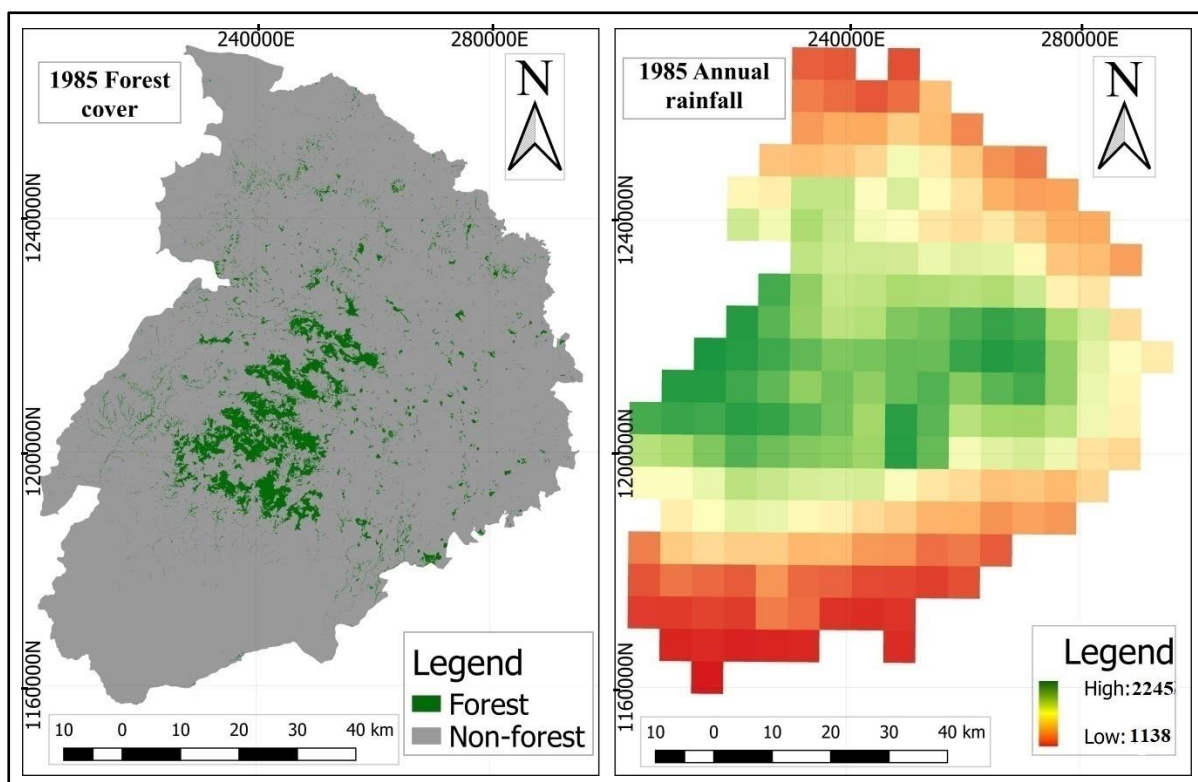 240000E
280000E
1985 Forest
cover
N
1240000N
1200000N
1160000N
Legend
Forest
Non-forest
10 0 10 20 30 40 km
240000E
280000E
1985 Annual
rainfall
N
1240000N
1200000N
1160000N
Legend
High:2245
Low:1138
10 0 10 20 30 40 km